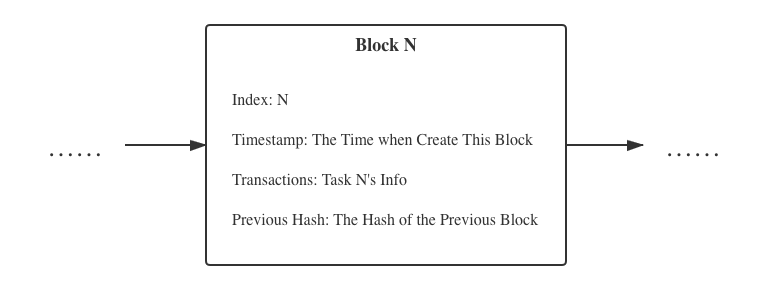 Block N
Index: N
Timestamp: The Time when Create This Block
...... ......
Transactions: Task N's Info
Previous Hash: The Hash of the Previous Block